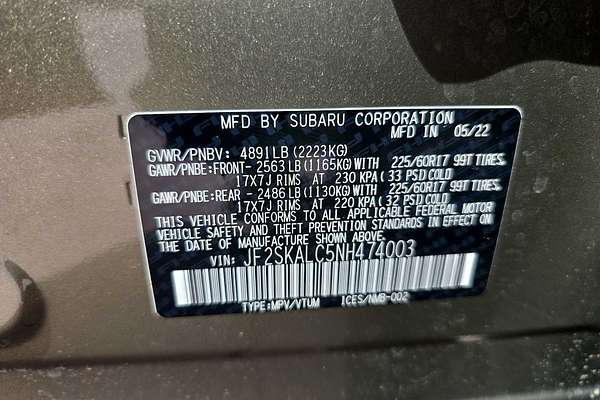 MFD BY SUBARU CORPORATION
MFD IN 05/22
GVWR/PNBV: 4891LB (2223KG)
GAWR/PNBE:FRONT- 2563LB (1165KG) WITH 225/60R17 99T TIRES,
17X7J RIMS AT 230 KPA ( 33 PSI) COLD
GAWR/PNBE:REAR - 2486LB (1130KG) WITH 225/60R17 99T TIRES,
17X7J RIMS AT 220 KPA ( 32 PSI) COLD
THIS VEHICLE CONFORMS TO ALL APPLICABLE FEDERAL MOTOR
VEHICLE SAFETY AND THEFT PREVENTION STANDARDS IN EFFECT ON
THE DATE OF MANUFACTURE SHOWN ABOVE.
VIN: JF2SKALC5NH474003
TYPE:MPV/VTUM ICES/NMB-002